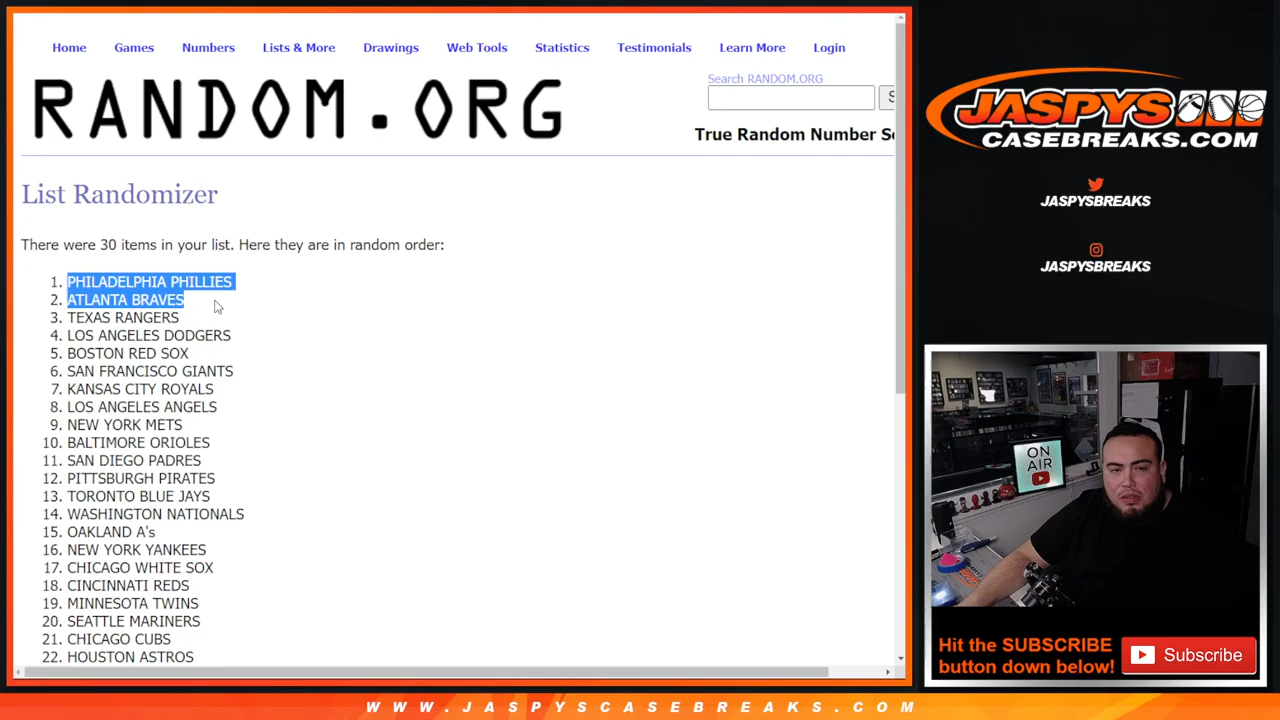 Home Games Numbers Lists & More Drawings Web Tools Statistics Testimonials Learn More Login
Search RANDOM.ORG
RANDOM.ORG
S
True Random Number Se
List Randomizer
There were 30 items in your list. Here they are in random order:
1. PHILADELPHIA PHILLIES
2. ATLANTA BRAVES
3. TEXAS RANGERS
4. LOS ANGELES DODGERS
5. BOSTON RED SOX
6. SAN FRANCISCO GIANTS
7. KANSAS CITY ROYALS
8. LOS ANGELES ANGELS
9. NEW YORK METS
10. BALTIMORE ORIOLES
11. SAN DIEGO PADRES
12. PITTSBURGH PIRATES
13. TORONTO BLUE JAYS
14. WASHINGTON NATIONALS
15. OAKLAND A's
16. NEW YORK YANKEES
17. CHICAGO WHITE SOX
18. CINCINNATI REDS
19. MINNESOTA TWINS
20. SEATTLE MARINERS
21. CHICAGO CUBS
22. HOUSTON ASTROS
JASPYS
CASEBREAKS.COM
JASPYSBREAKS
JASPYSBREAKS
ON
AIR
Hit the SUBSCRIBE
button down below!
Subscribe
WWW.JASPYSCASEBREAKS.COM